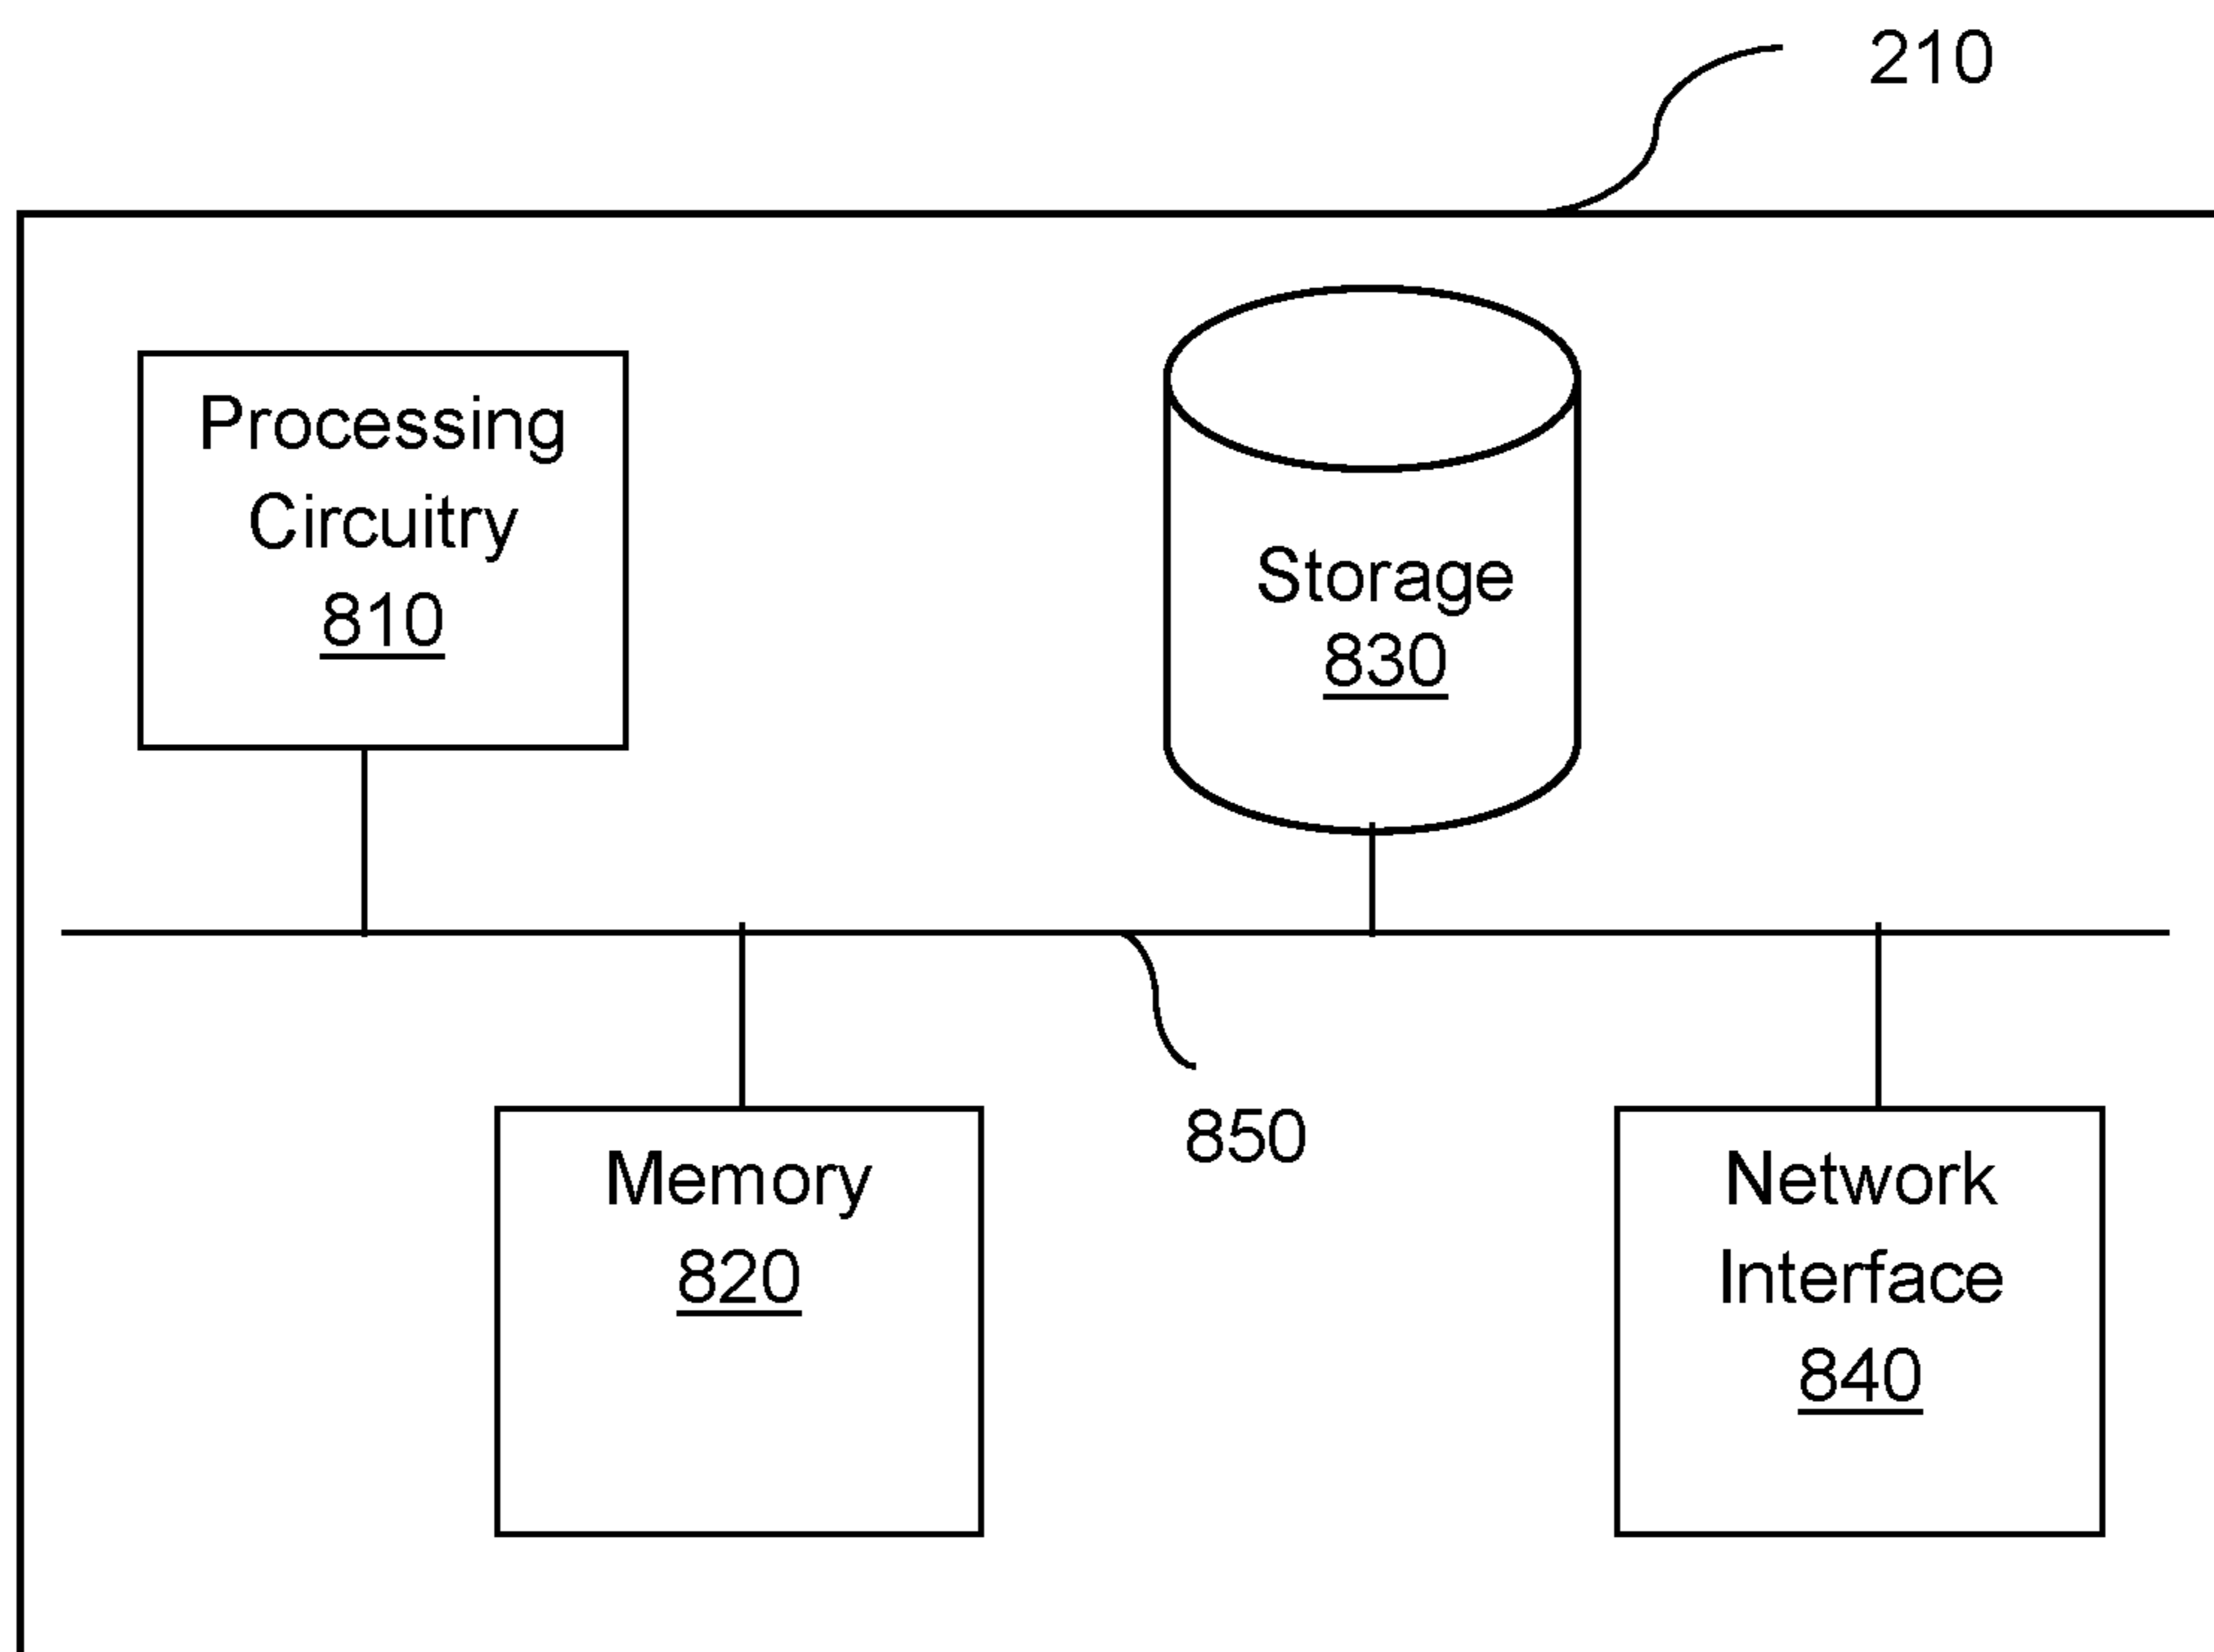 210
Processing
Circuitry
810
Storage
830
850
Memory
820
Network
Interface
840